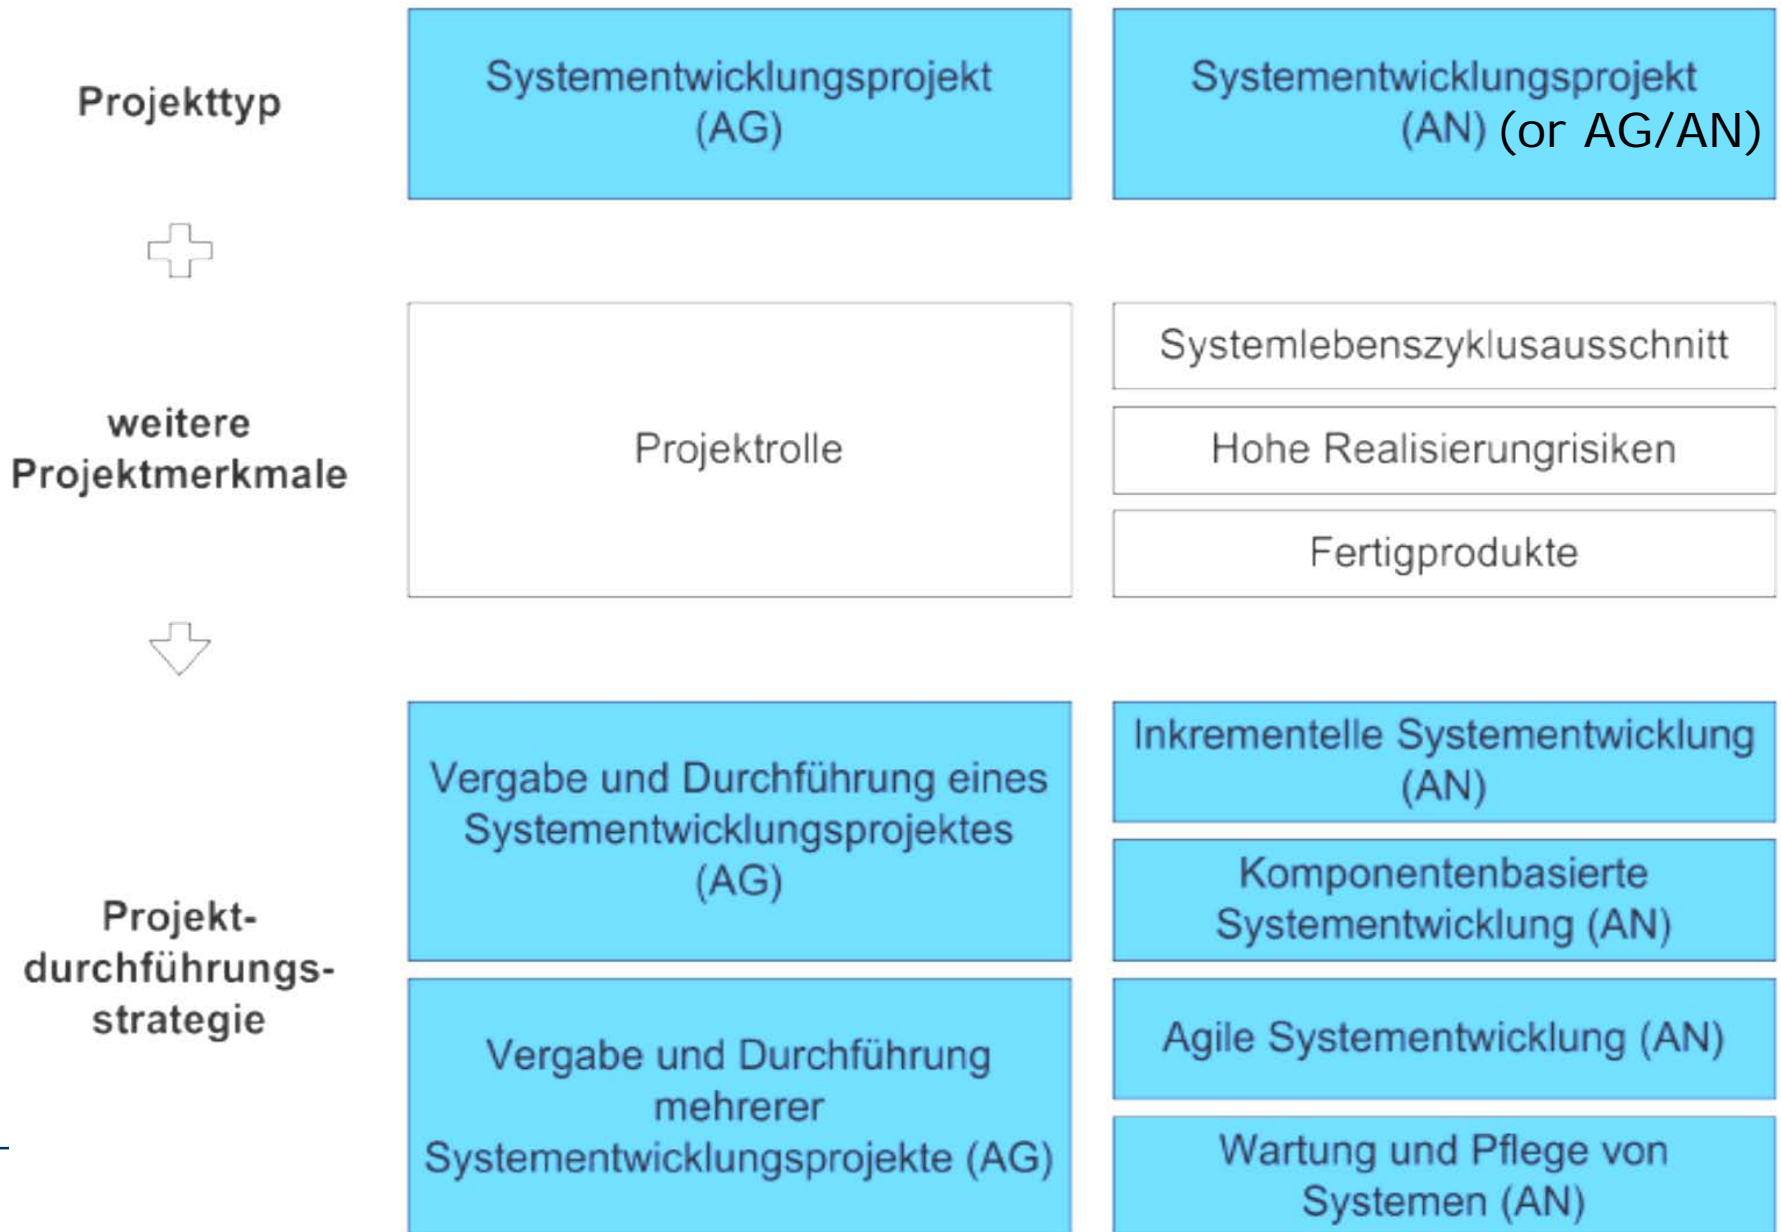 Projekttyp
Systementwicklungsprojekt
(AG)
Systementwicklungsprojekt
(AN) (or AG/AN)
weitere
Projektmerkmale
Projektrolle
Systemlebenszyklusausschnitt
Hohe Realisierungrisiken
Fertigprodukte
Projekt-
durchführungs-
strategie
Vergabe und Durchführung eines
Systementwicklungsprojektes
(AG)
Vergabe und Durchführung
mehrerer
Systementwicklungsprojekte (AG)
Inkrementelle Systementwicklung
(AN)
Komponentenbasierte
Systementwicklung (AN)
Agile Systementwicklung (AN)
Wartung und Pflege von
Systemen (AN)